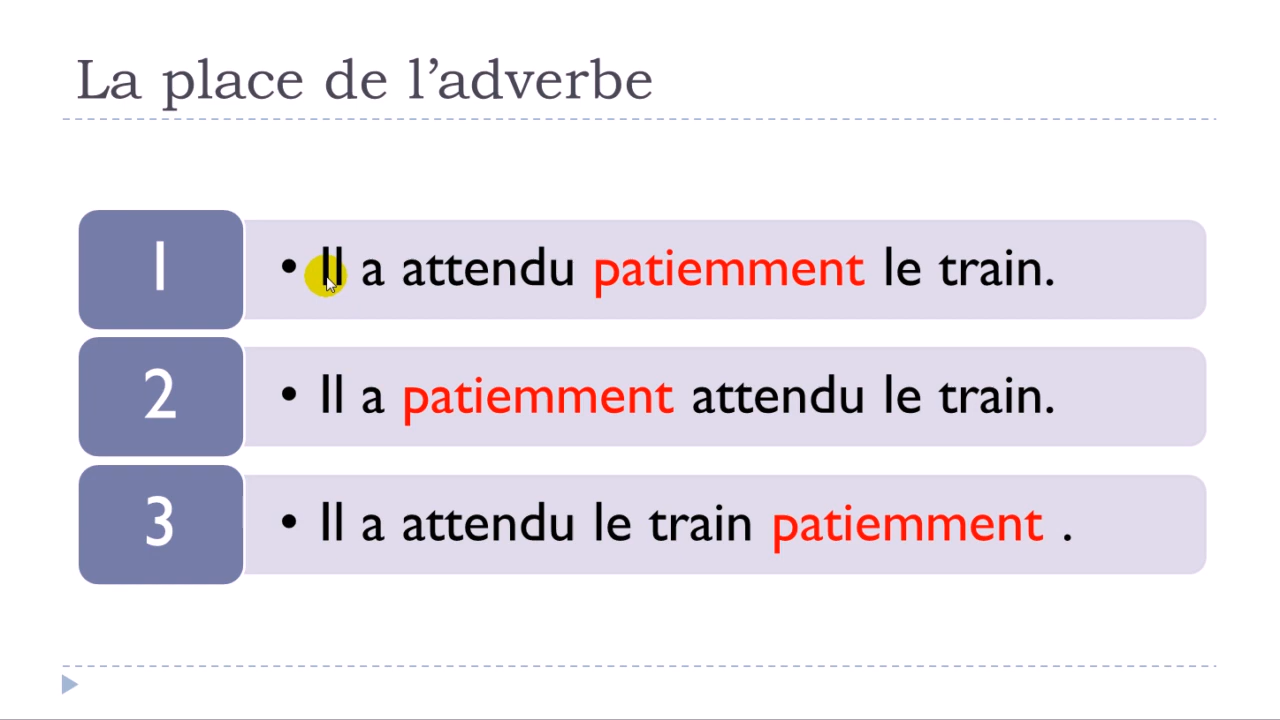 La place de l’adverbe
1
• Il a attendu patiemment le train.
2
• Il a patiemment attendu le train.
3
• Il a attendu le train patiemment .